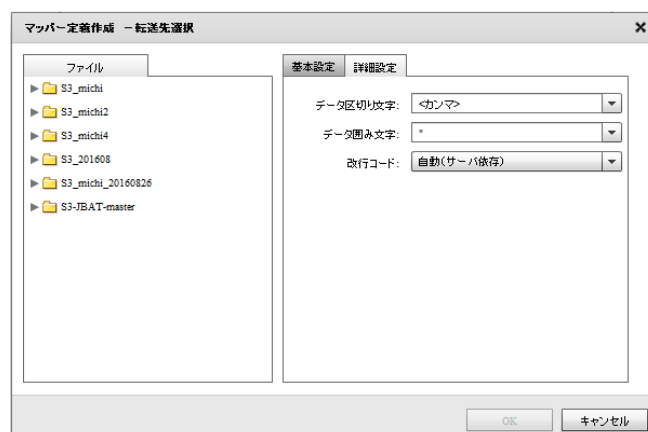 マッパー定義作成 －転送先選択
ファイル
S3_michi
S3_michi2
S3_michi4
S3_201608
S3_michi_20160826
S3-JBAT-master
基本設定 詳細設定
データ区切り文字: <カンマ>
データ囲み文字:
改行コード: 自動(サーバ依存)
OK キャンセル